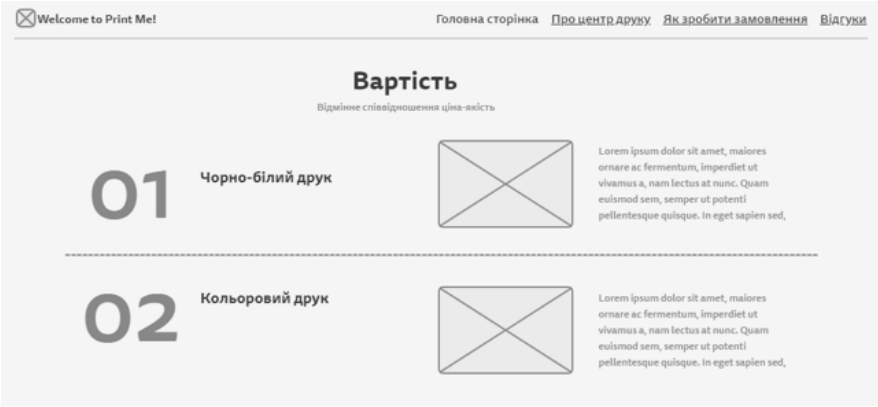 Welcome to Print Me!
Головна сторінка Про центр друку Як зробити замовлення Відгуки
Вартість
Відмінне співвідношення ціна-якість
01
Чорно-білий друк
Lorem ipsum dolor sit amet, maiores
ornare ac fermentum, imperdiet ut
vivamus a, nam lectus at nunc. Quam
euismod sem, semper ut potenti
pellentesque quisque. In eget sapien sed,
02
Кольоровий друк
Lorem ipsum dolor sit amet, maiores
ornare ac fermentum, imperdiet ut
vivamus a, nam lectus at nunc. Quam
euismod sem, semper ut potenti
pellentesque quisque. In eget sapien sed,